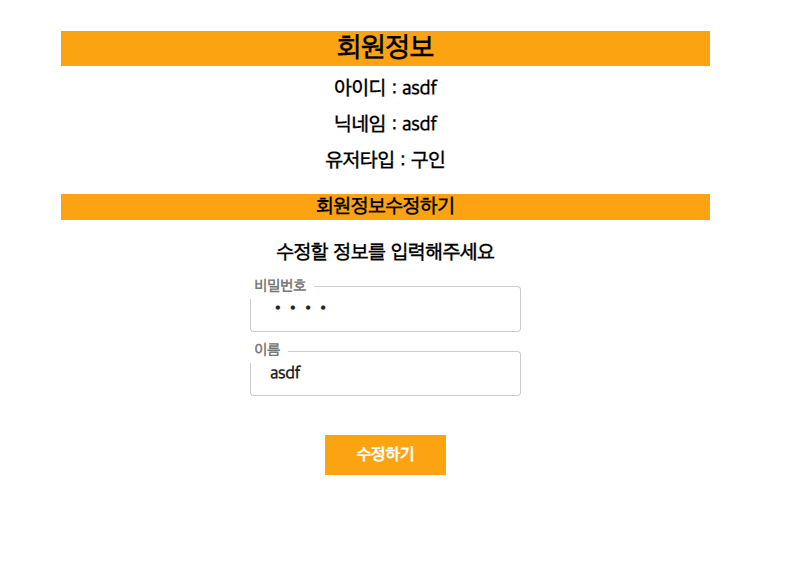 회원정보
아이디 : asdf
닉네임 : asdf
유저타입 : 구인
회원정보수정하기
수정할 정보를 입력해주세요
비밀번호
••••
이름
asdf
수정하기